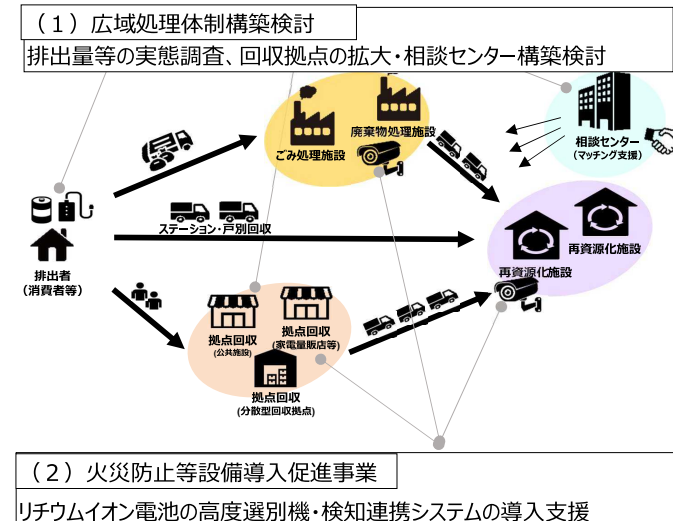 （１）広域処理体制構築検討
排出量等の実態調査、回収拠点の拡大・相談センター構築検討
廃棄物処理施設
ごみ処理施設
相談センター
（マッチング支援）
ステーション・戸別回収
再資源化施設
再資源化施設
排出者
（消費者等）
拠点回収
(公共施設)
拠点回収
(家電量販店等)
拠点回収
(分散型回収拠点)
（２）火災防止等設備導入促進事業
リチウムイオン電池の高度選別機・検知連携システムの導入支援